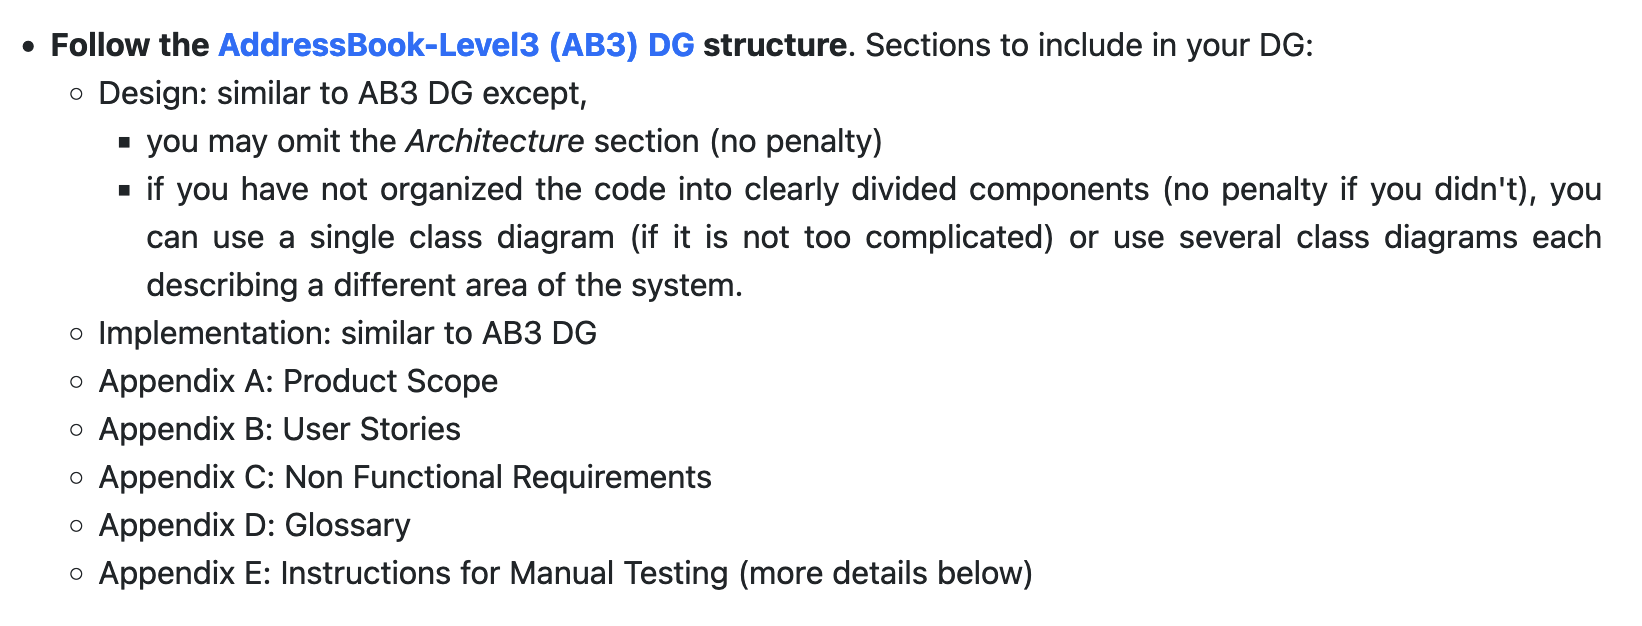 • Follow the AddressBook-Level3 (AB3) DG structure. Sections to include in your DG:
◦ Design: similar to AB3 DG except,
▪ you may omit the Architecture section (no penalty)
▪ if you have not organized the code into clearly divided components (no penalty if you didn't), you
can use a single class diagram (if it is not too complicated) or use several class diagrams each
describing a different area of the system.
◦ Implementation: similar to AB3 DG
◦ Appendix A: Product Scope
◦ Appendix B: User Stories
◦ Appendix C: Non Functional Requirements
◦ Appendix D: Glossary
◦ Appendix E: Instructions for Manual Testing (more details below)